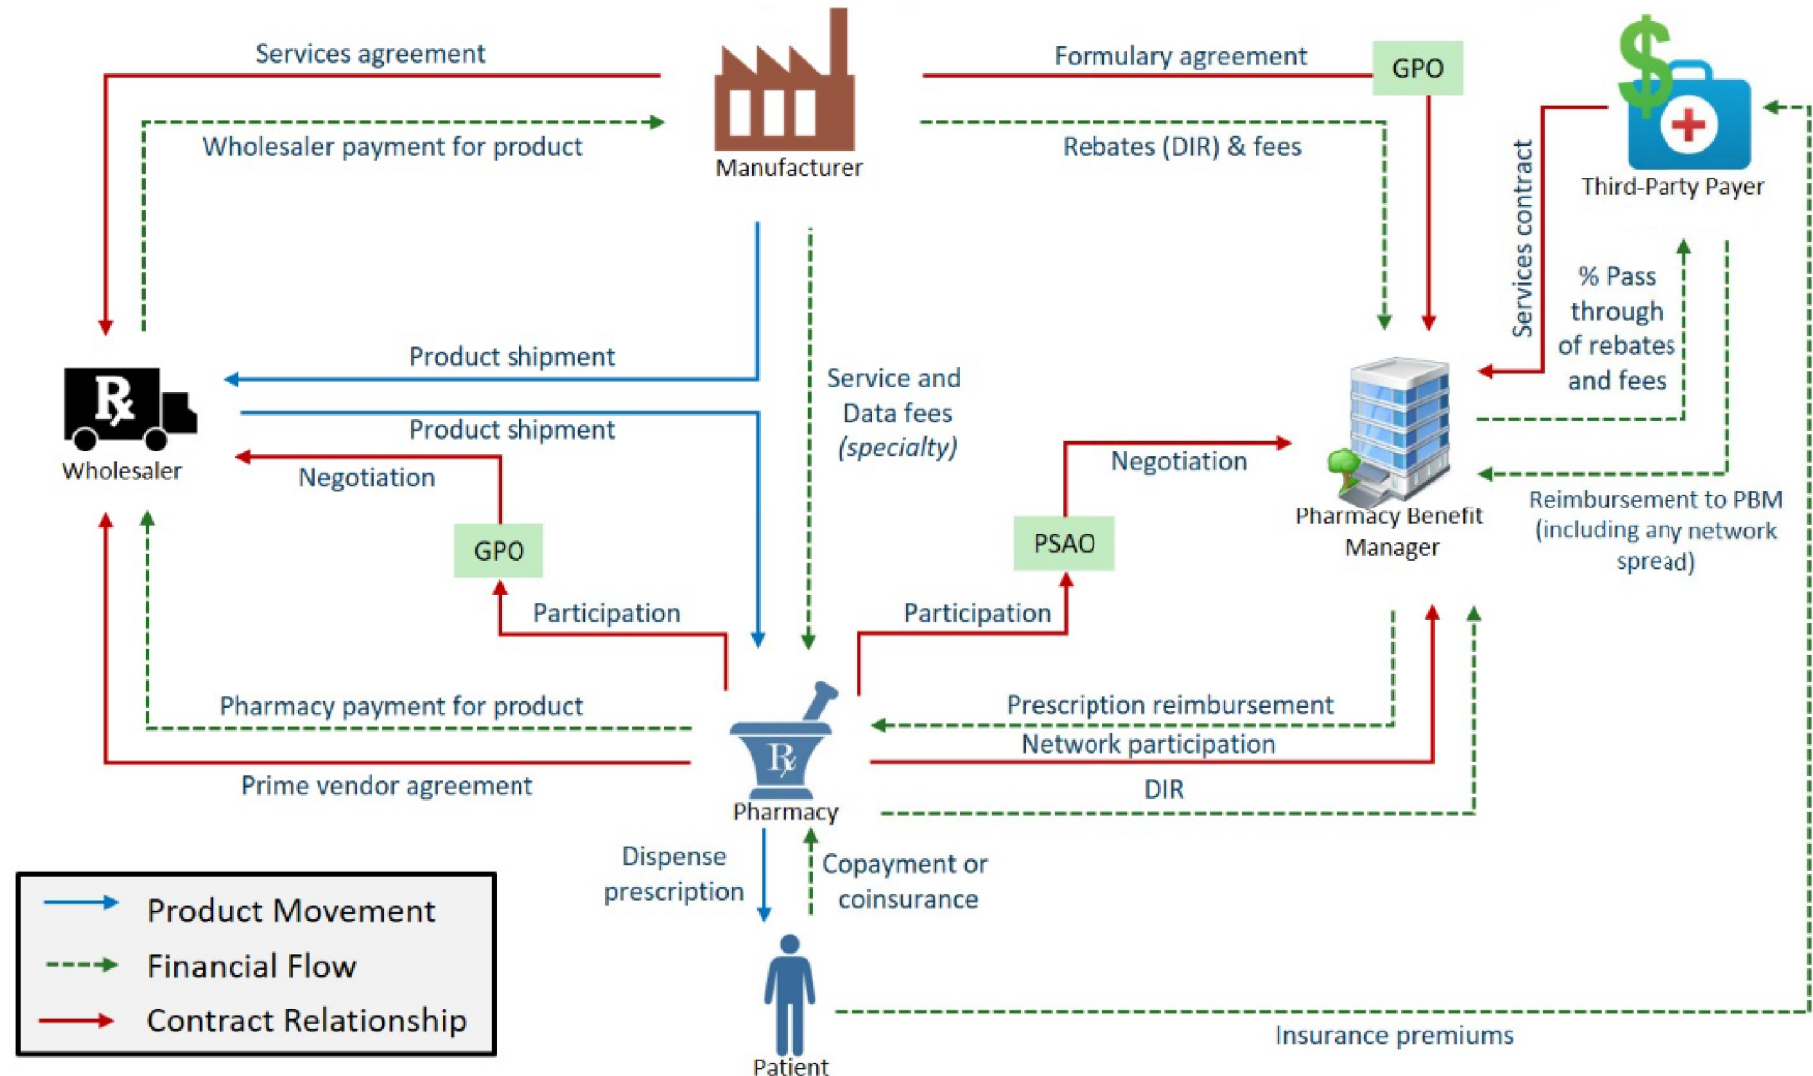 Services agreement
Formulary agreement
GPO
Wholesaler payment for product
Rebates (DIR) & fees
Manufacturer
Third-Party Payer
Services contract
% Pass
through
of rebates
and fees
Product shipment
Rx
Product shipment
Wholesaler
Negotiation
Service and
Data fees
(specialty)
Negotiation
Pharmacy Benefit
Manager
Reimbursement to PBM
(including any network
spread)
GPO
PSAO
Participation
Participation
Pharmacy payment for product
Prescription reimbursement
Network participation
Rx
Prime vendor agreement
DIR
Pharmacy
Dispense
prescription
Copayment or
coinsurance
Product Movement
Financial Flow
Contract Relationship
Patient
Insurance premiums
$